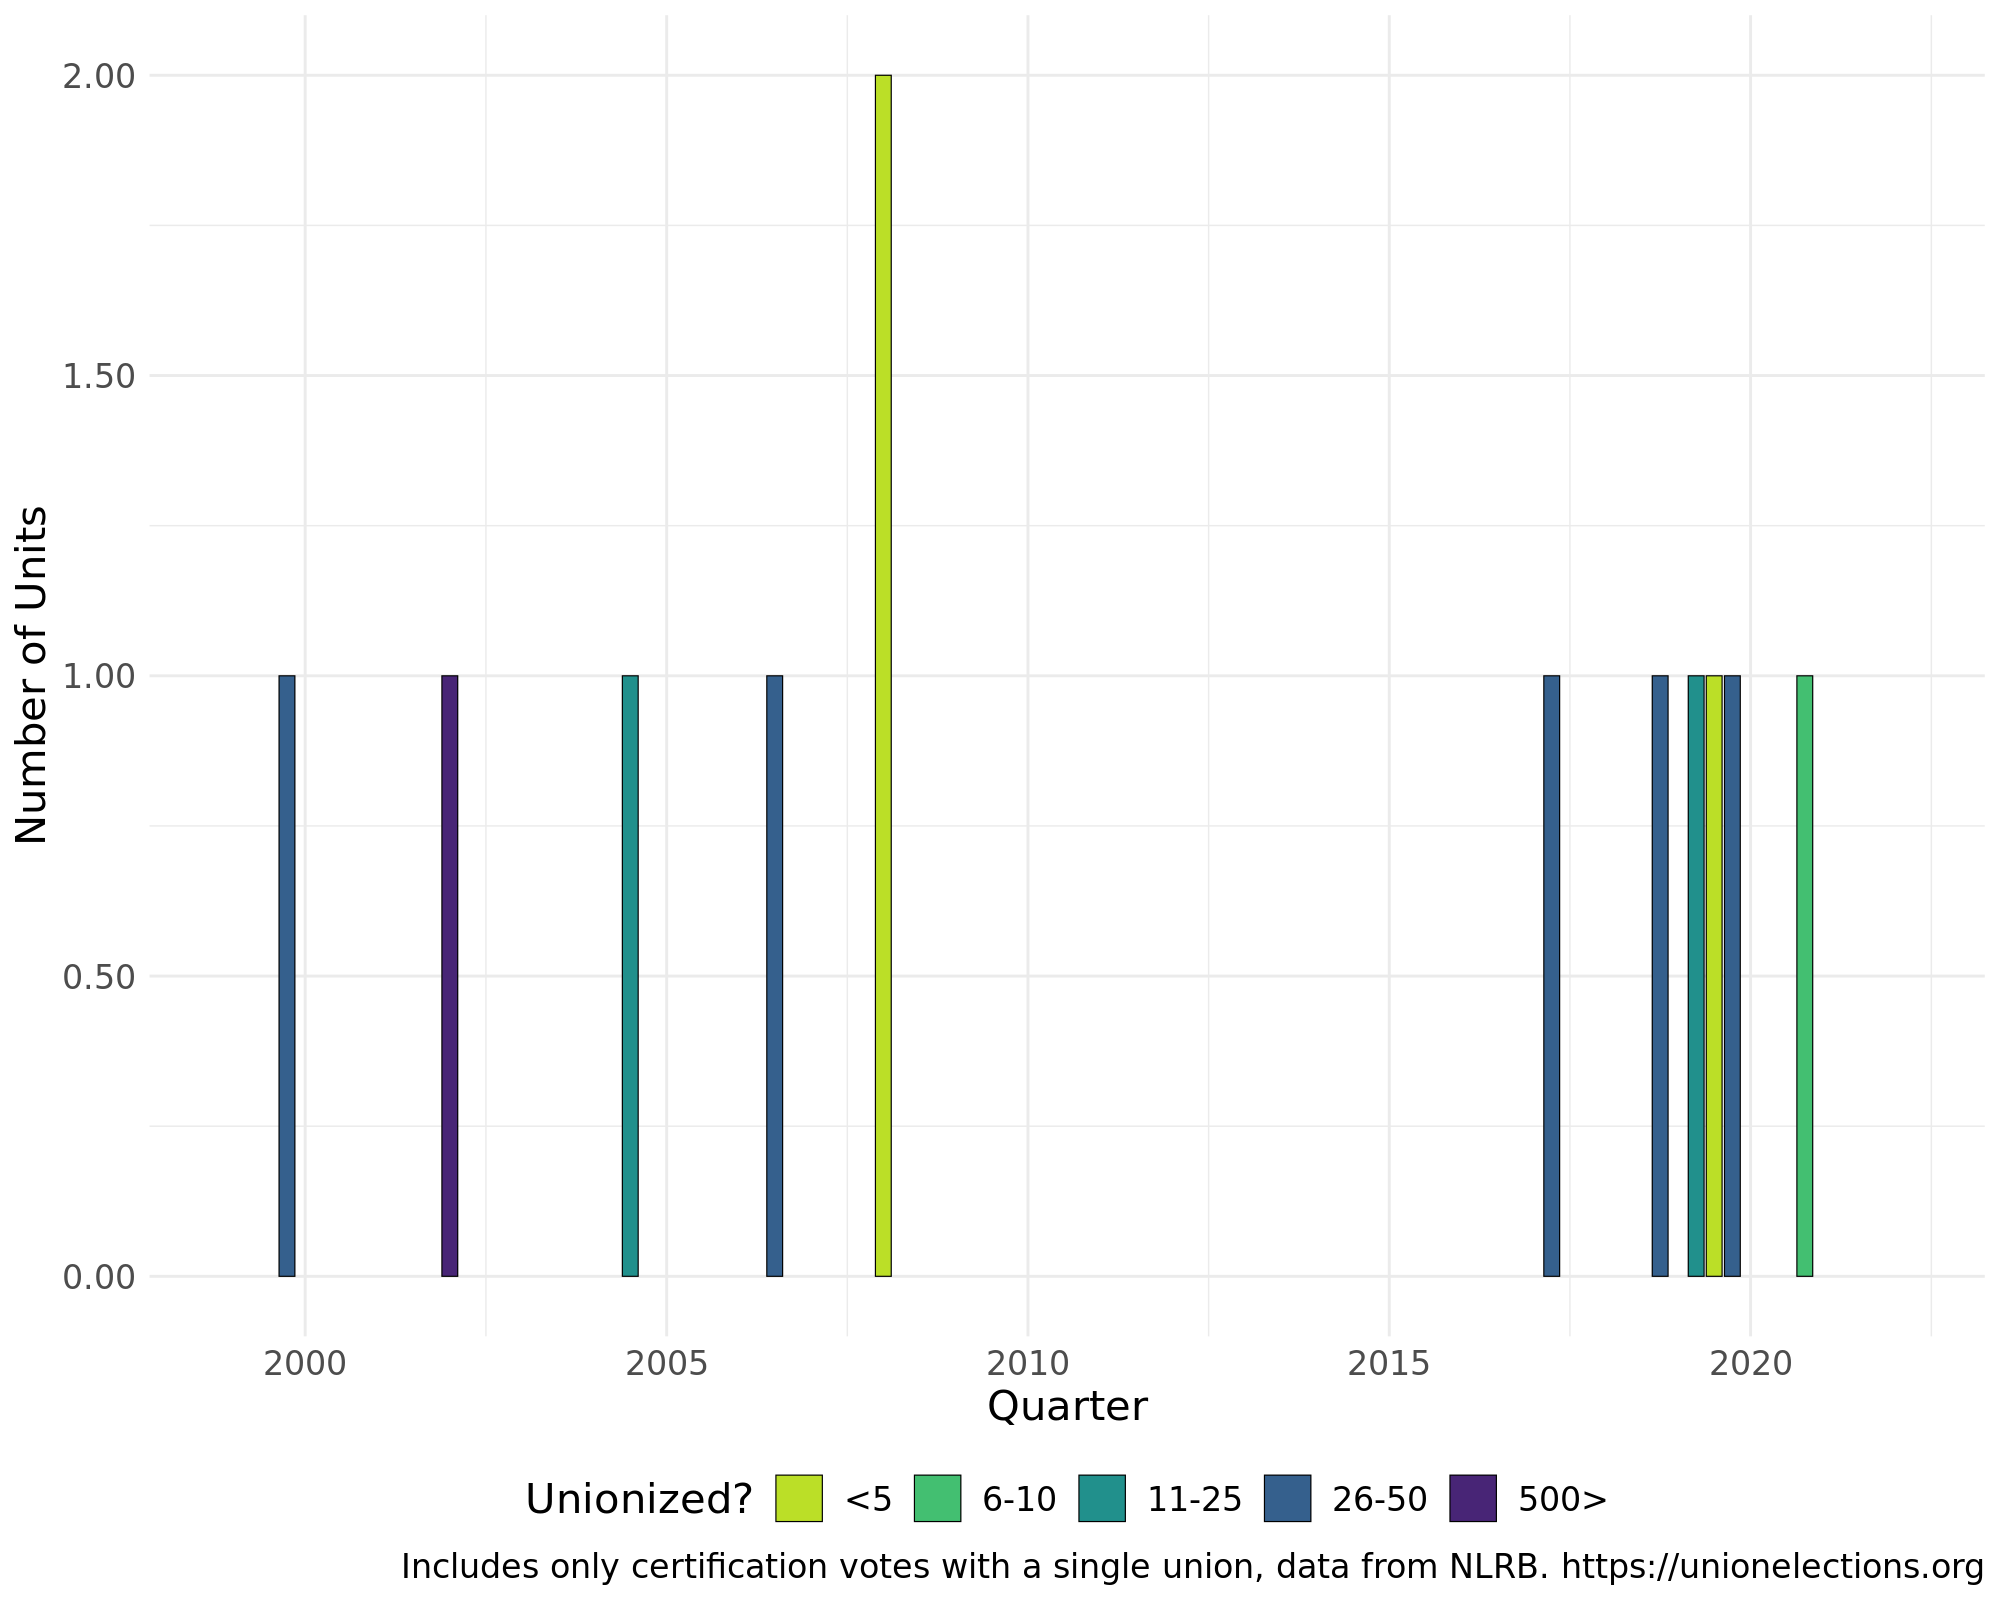 2.00
1.50
1.00
0.50
0.00
Number of Units
2000 2005 2010 2015 2020
Quarter
Unionized? <5 6-10 11-25 26-50 500>
Includes only certification votes with a single union, data from NLRB. https://unionelections.org